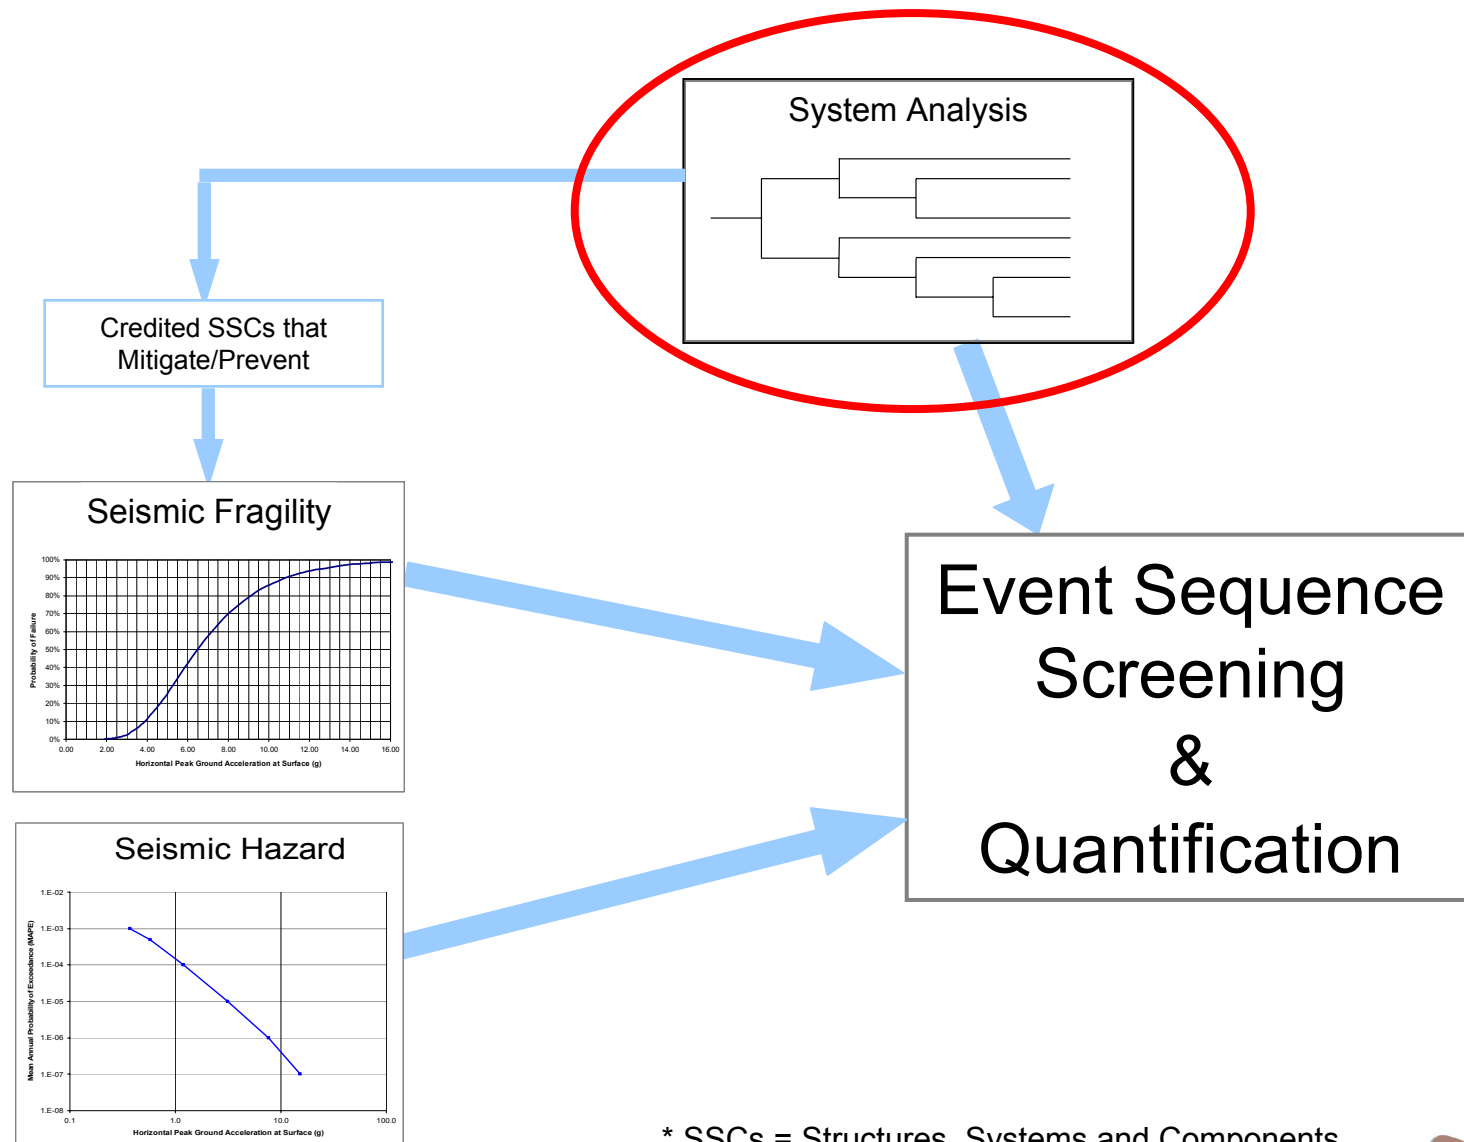 System Analysis
Credited SSCs that
Mitigate/Prevent
Seismic Fragility
100%
90%
80%
70%
60%
50%
40%
30%
20%
10%
0%
Probability of Failure
0.00 2.00 4.00 6.00 8.00 10.00 12.00 14.00 16.00
Horizontal Peak Ground Acceleration at Surface (g)
Event Sequence
Screening
&
Quantification
Seismic Hazard
1.E-02
1.E-03
1.E-04
1.E-05
1.E-06
1.E-07
1.E-08
Mean Annual Probability of Exceedance (MAPE)
0.1 1.0 10.0 100.0
Horizontal Peak Ground Acceleration at Surface (g)
* SSCs = Structures, Systems and Components